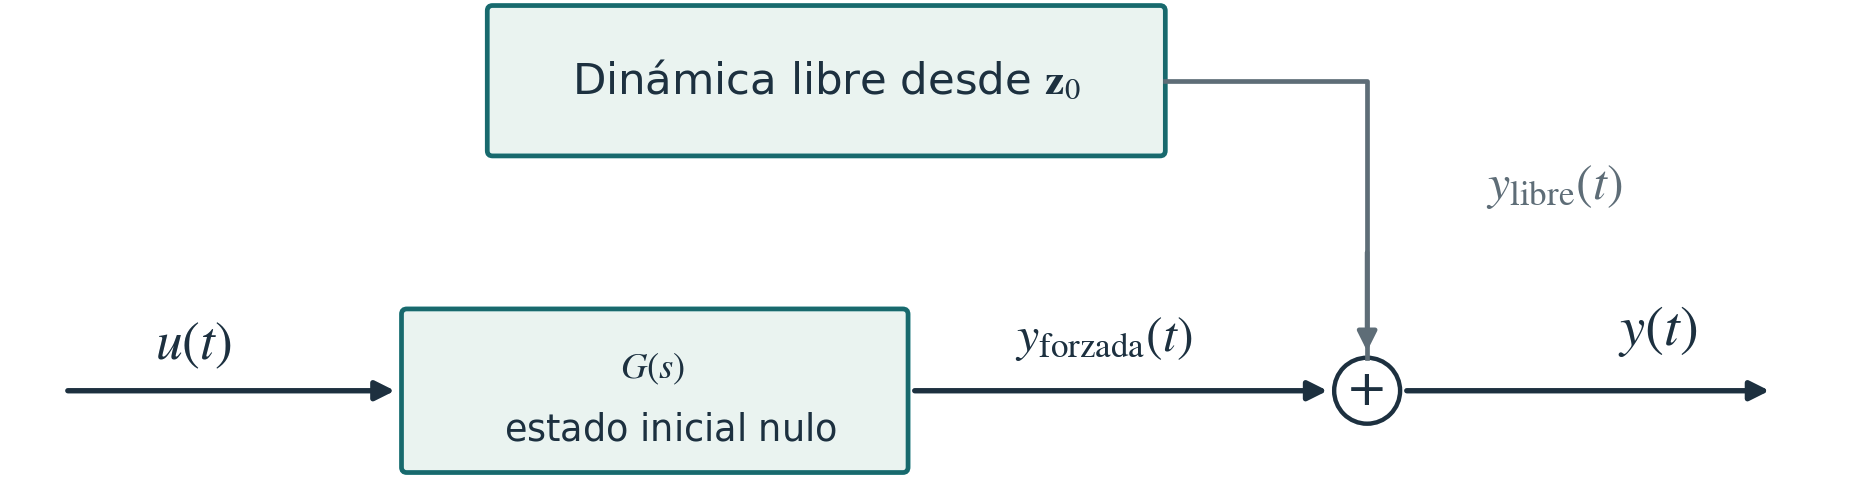 Dinámica libre desde z₀
y_libre(t)
u(t)
G(s)
estado inicial nulo
y_forzada(t)
+
y(t)